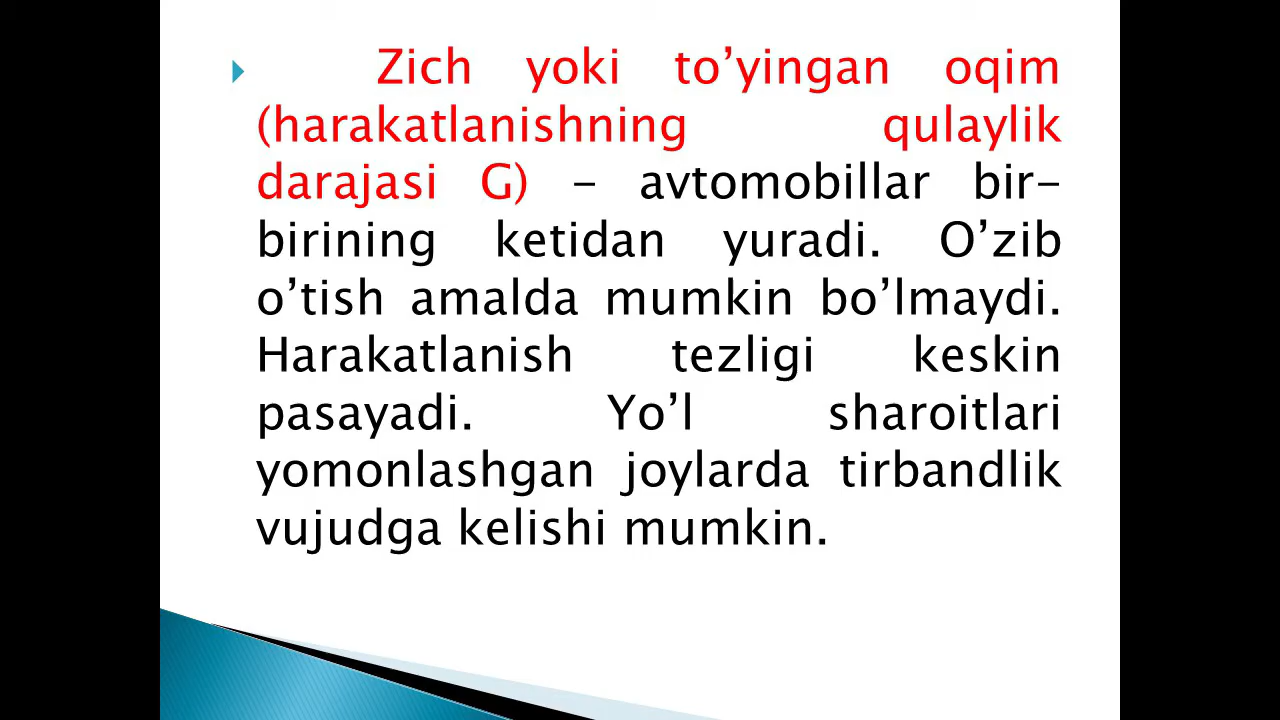 Zich yoki to’yingan oqim
(harakatlanishning qulaylik
darajasi G) – avtomobillar bir-
birining ketidan yuradi. O’zib
o’tish amalda mumkin bo’lmaydi.
Harakatlanish tezligi keskin
pasayadi. Yo’l sharoitlari
yomonlashgan joylarda tirbandlik
vujudga kelishi mumkin.